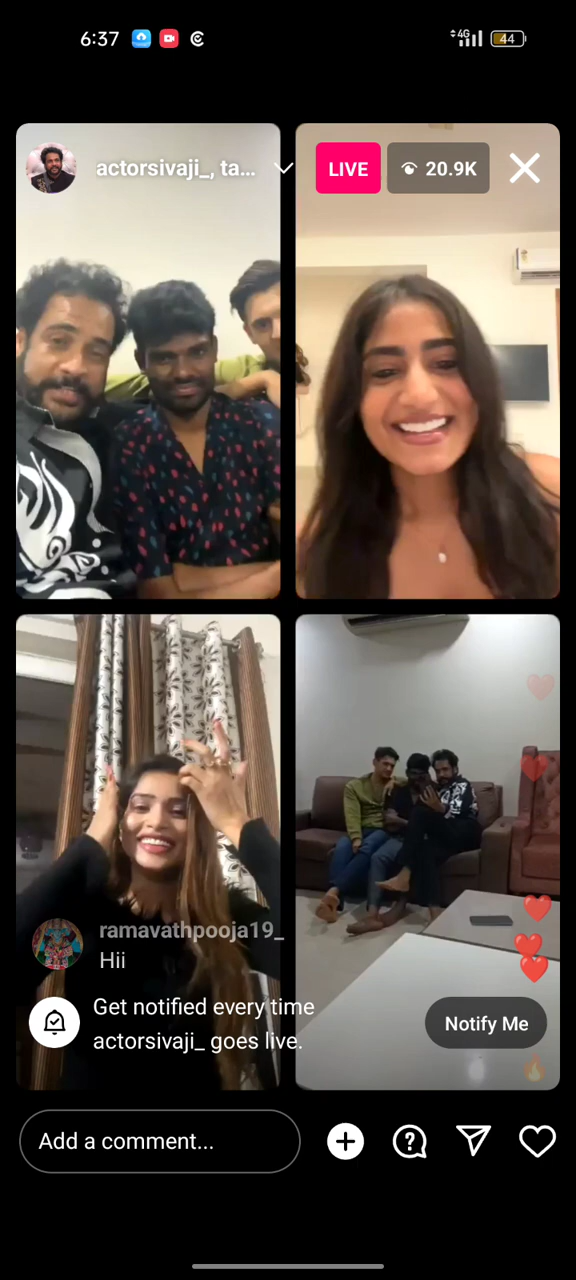 6:37
4G
44
actorsivaji_, ta...
LIVE
20.9K
ramavathpooja19_
Hii
Get notified every time
actorsivaji_ goes live.
Notify Me
Add a comment...